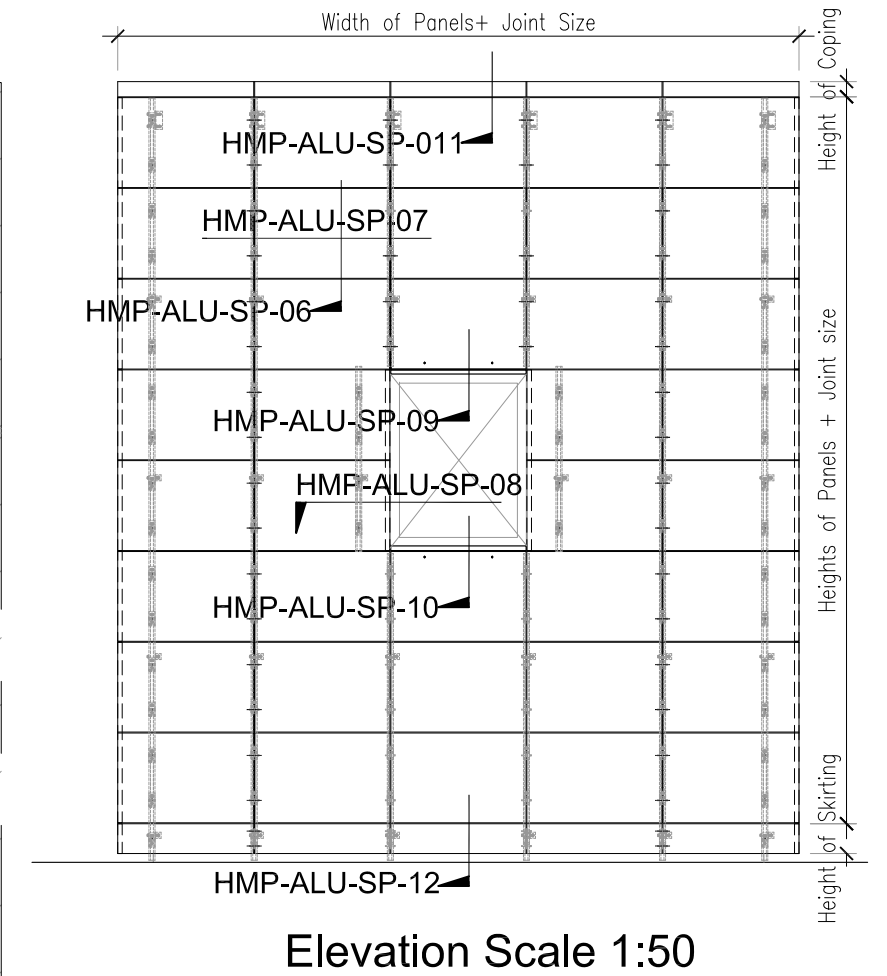 Width of Panels+ Joint Size
Height of Coping
HMP-ALU-SP-011
HMP-ALU-SP-07
HMP-ALU-SP-06
Heights of Panels + Joint size
HMP-ALU-SP-09
HMP-ALU-SP-08
HMP-ALU-SP-10
Height of Skirting
HMP-ALU-SP-12
Elevation Scale 1:50